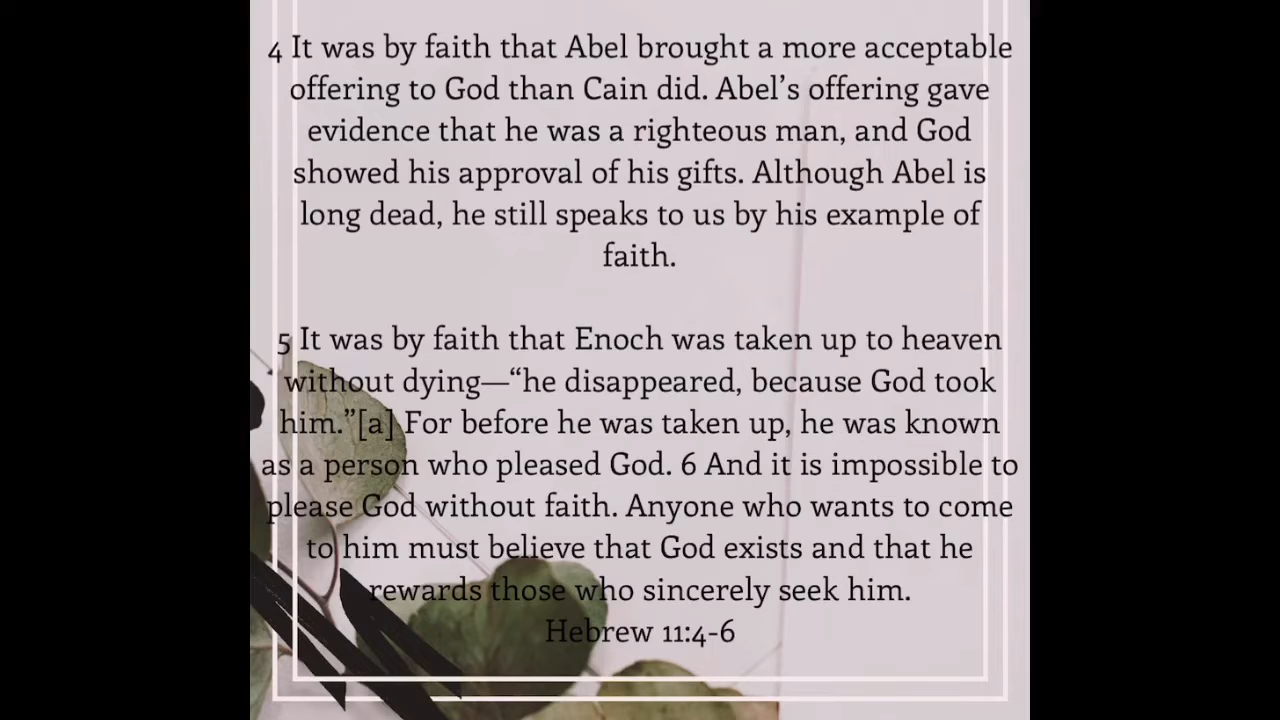 4 It was by faith that Abel brought a more acceptable
offering to God than Cain did. Abel’s offering gave
evidence that he was a righteous man, and God
showed his approval of his gifts. Although Abel is
long dead, he still speaks to us by his example of
faith.
5 It was by faith that Enoch was taken up to heaven
without dying—“he disappeared, because God took
him.”[a] For before he was taken up, he was known
as a person who pleased God. 6 And it is impossible to
please God without faith. Anyone who wants to come
to him must believe that God exists and that he
rewards those who sincerely seek him.
Hebrew 11:4-6